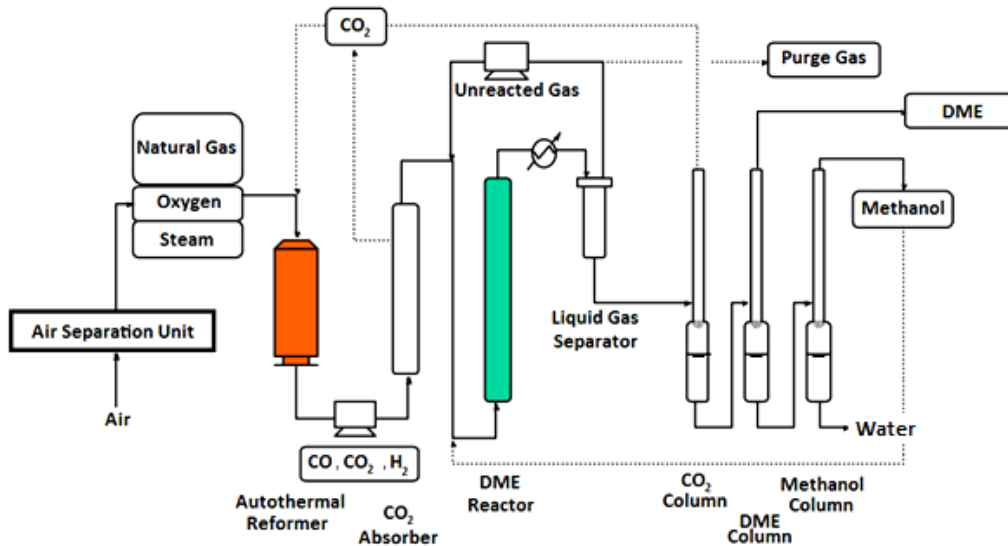 CO2
Purge Gas
Unreacted Gas
DME
Natural Gas
Oxygen
Steam
Methanol
Air Separation Unit
Liquid Gas
Separator
Air
Water
CO, CO2, H2
Autothermal
Reformer
CO2
Absorber
DME
Reactor
CO2
Column
DME
Column
Methanol
Column